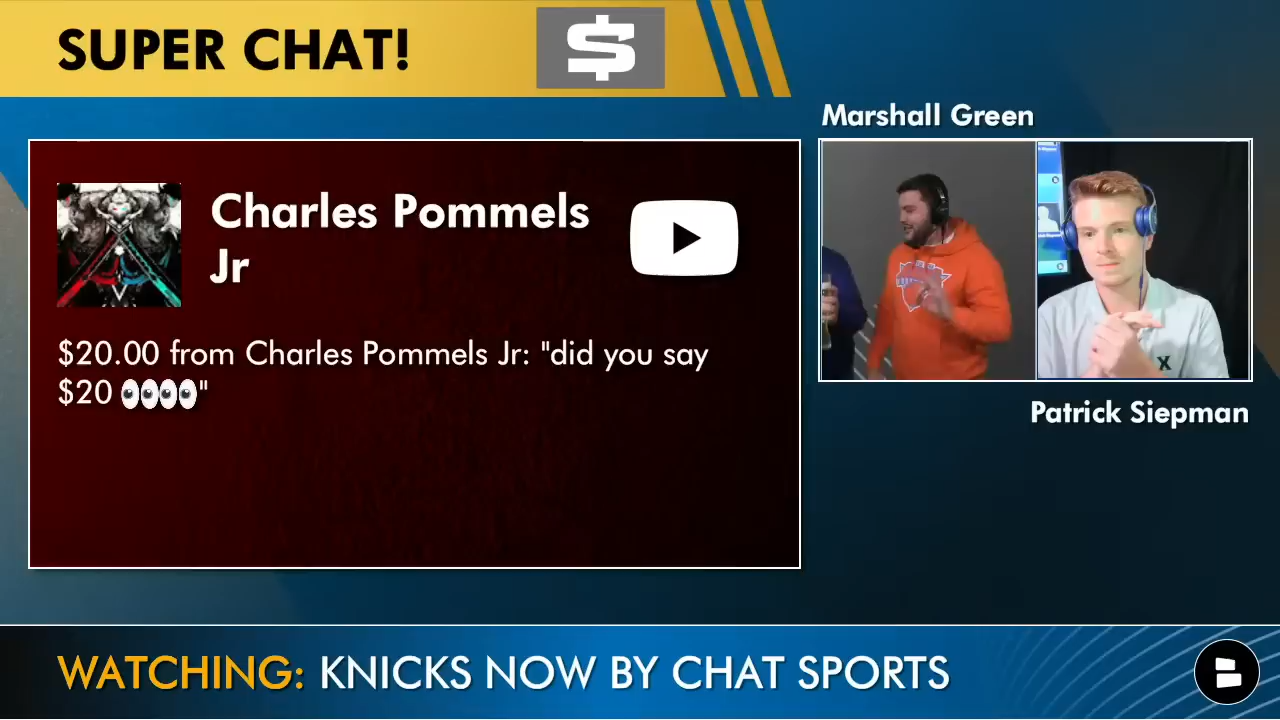 SUPER CHAT!
$
Marshall Green
Charles Pommels
Jr
$20.00 from Charles Pommels Jr: "did you say
$20 👀👀"
X
Patrick Siepman
WATCHING: KNICKS NOW BY CHAT SPORTS